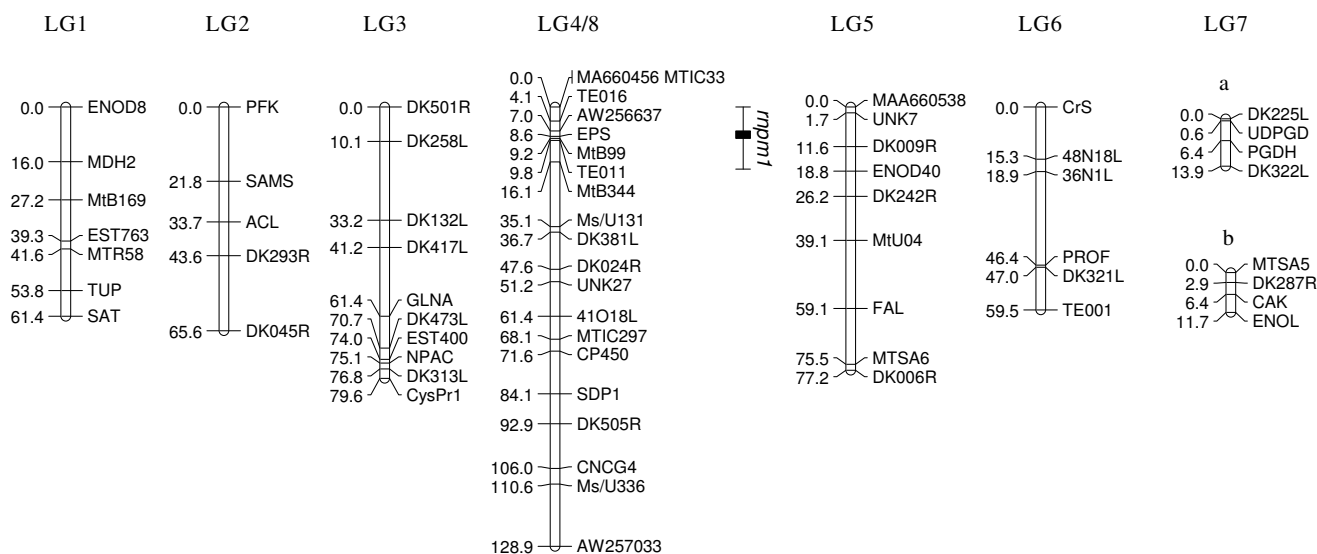 LG1
0.0 ENOD8
16.0 MDH2
27.2 MtB169
39.3 EST763
41.6 MTR58
53.8 TUP
61.4 SAT
LG2
0.0 PFK
21.8 SAMS
33.7 ACL
43.6 DK293R
65.6 DK045R
LG3
0.0 DK501R
10.1 DK258L
33.2 DK132L
41.2 DK417L
61.4 GLNA
70.7 DK473L
74.0 EST400
75.1 NPAC
76.8 DK313L
79.6 CysPr1
LG4/8
0.0 MA660456 MTIC33
4.1 TE016
7.0 AW256637
8.6 EPS
9.2 MtB99
9.8 TE011
16.1 MtB344
35.1 Ms/U131
36.7 DK381L
47.6 DK024R
51.2 UNK27
61.4 41O18L
68.1 MTIC297
71.6 CP450
84.1 SDP1
92.9 DK505R
106.0 CNCG4
110.6 Ms/U336
128.9 AW257033
rnpm1
LG5
0.0 MAA660538
1.7 UNK7
11.6 DK009R
18.8 ENOD40
26.2 DK242R
39.1 MtU04
59.1 FAL
75.5 MTSA6
77.2 DK006R
LG6
0.0 CrS
15.3 48N18L
18.9 36N1L
46.4 PROF
47.0 DK321L
59.5 TE001
LG7
a
0.0 DK225L
0.6 UDPGD
6.4 PGDH
13.9 DK322L
b
0.0 MTSA5
2.9 DK287R
6.4 CAK
11.7 ENOL